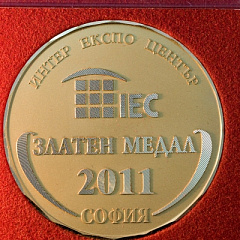 ИНТЕР ЕКСПО ЦЕНТЪР
IEC
ЗЛАТЕН МЕДАЛ
2011
СОФИЯ